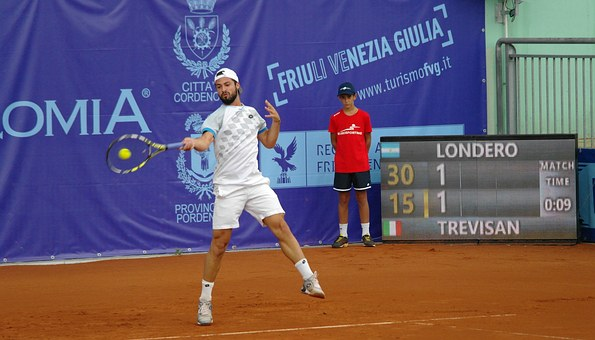 LOMIA®
CITTÀ
CORDENO
PROVINC
PORDEN
FRIULI VENEZIA GIULIA
www.turismofvg.it
LONDERO
30 1
15 1
TREVISAN
MATCH
TIME
0:09